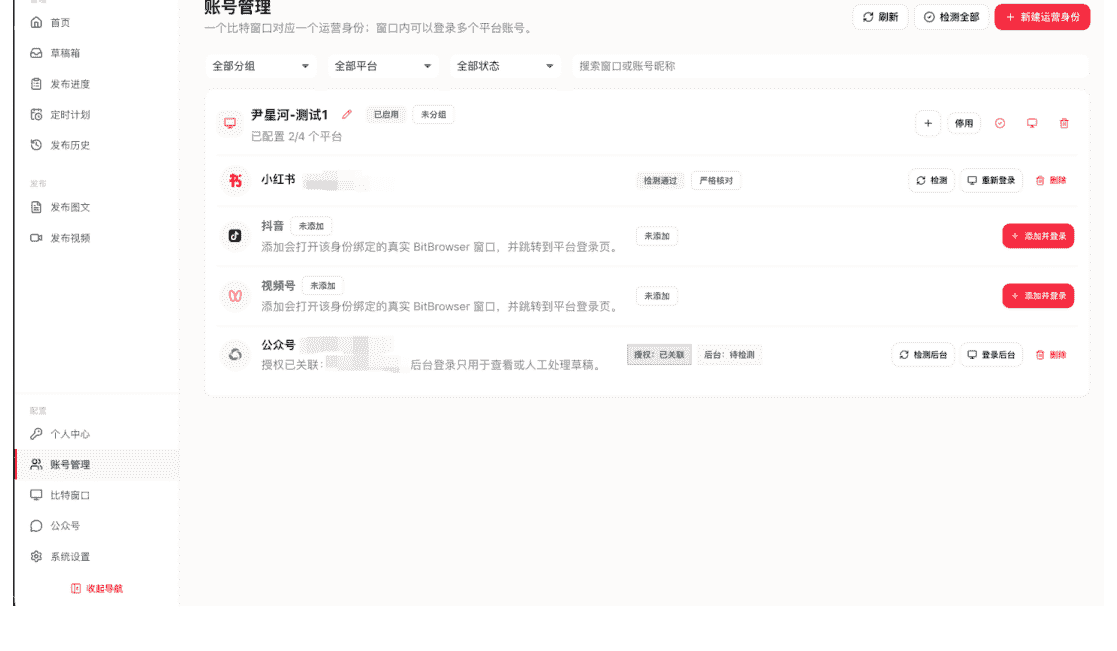 首页
草稿箱
发布进度
定时计划
发布历史
发布
发布图文
发布视频
配置
个人中心
账号管理
比特窗口
公众号
系统设置
收起导航
账号管理
一个比特窗口对应一个运营身份；窗口内可以登录多个平台账号。
刷新 检测全部 + 新建运营身份
全部分组 全部平台 全部状态 搜索窗口或账号昵称
尹星河-测试1 已启用 未分组
已配置 2/4 个平台
+ 停用
小红书 检测通过 严格核对 检测 重新登录 删除
抖音 未添加
添加会打开该身份绑定的真实 BitBrowser 窗口，并跳转到平台登录页。
未添加 + 添加并登录
视频号 未添加
添加会打开该身份绑定的真实 BitBrowser 窗口，并跳转到平台登录页。
未添加 + 添加并登录
公众号
授权已关联： 后台登录只用于查看或人工处理草稿。
授权：已关联 后台：待检测 检测后台 登录后台 删除